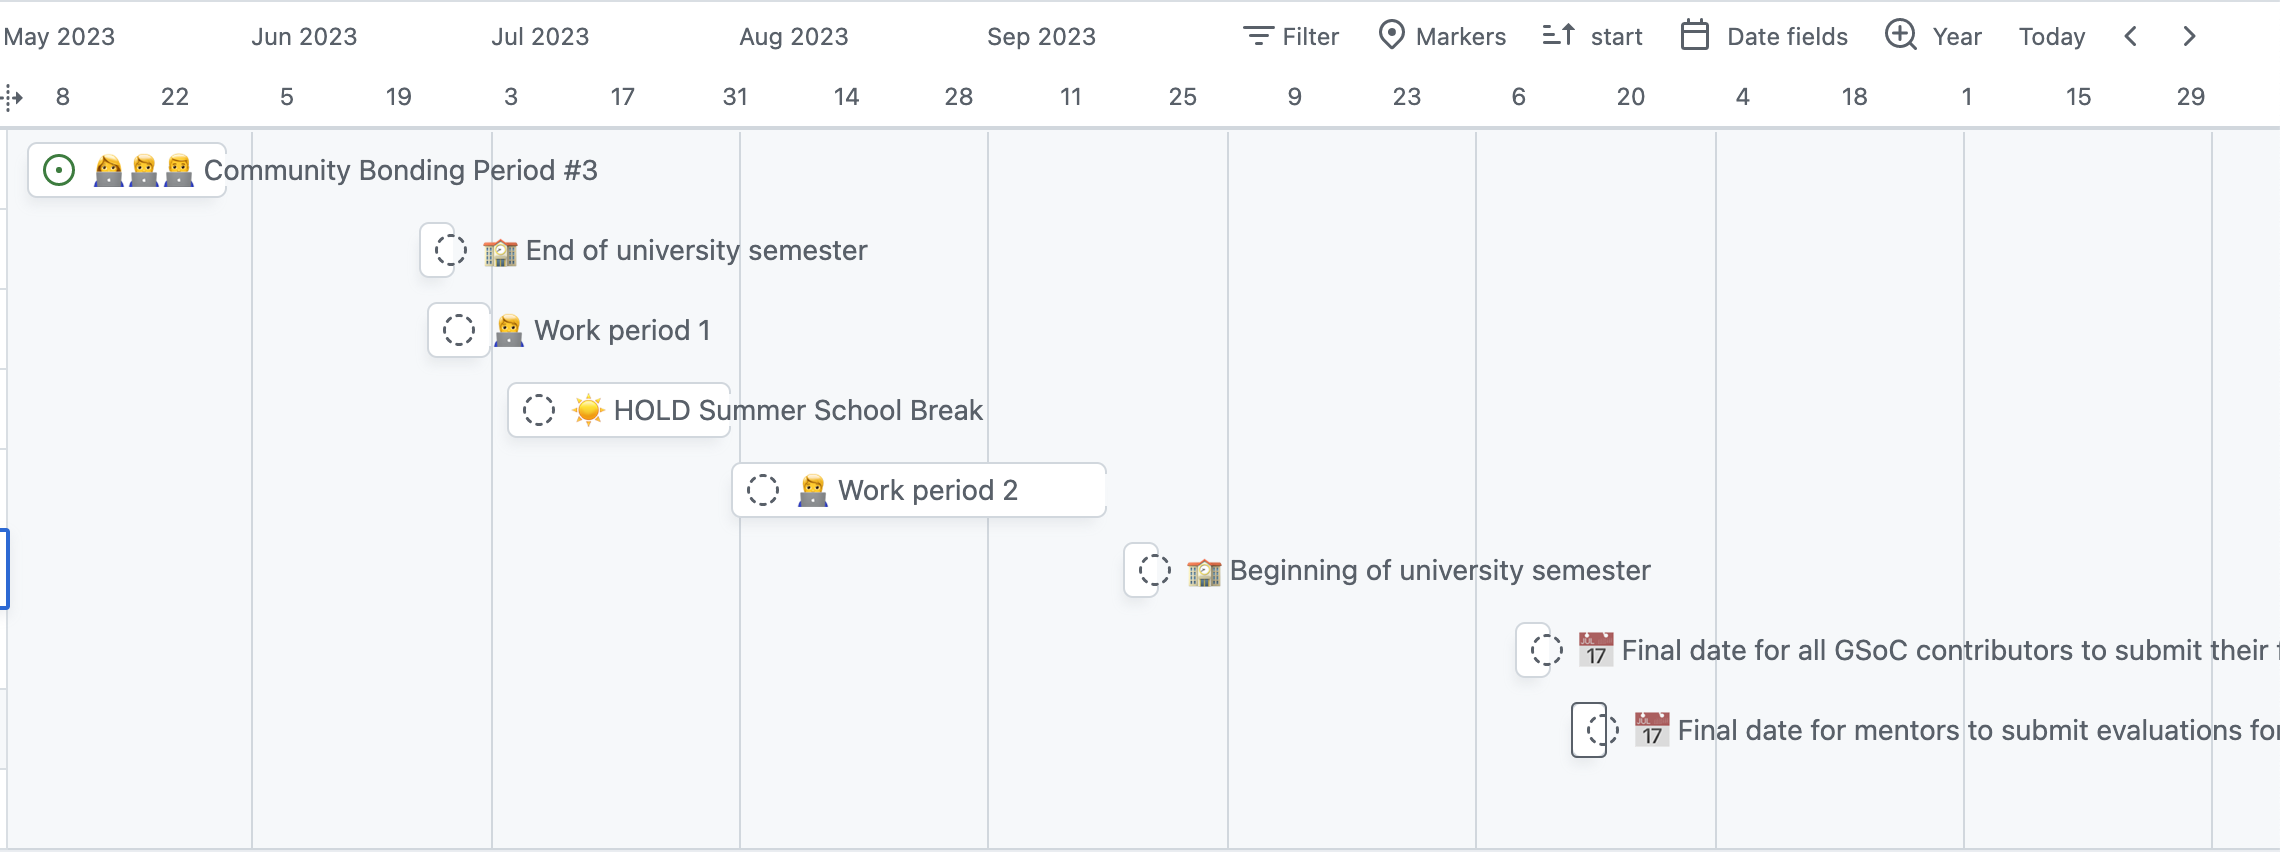 May 2023 Jun 2023 Jul 2023 Aug 2023 Sep 2023 Filter Markers start Date fields Year Today
8 22 5 19 3 17 31 14 28 11 25 9 23 6 20 4 18 1 15 29
Community Bonding Period #3
End of university semester
Work period 1
HOLD Summer School Break
Work period 2
Beginning of university semester
JUL 17 Final date for all GSoC contributors to submit their
JUL 17 Final date for mentors to submit evaluations for